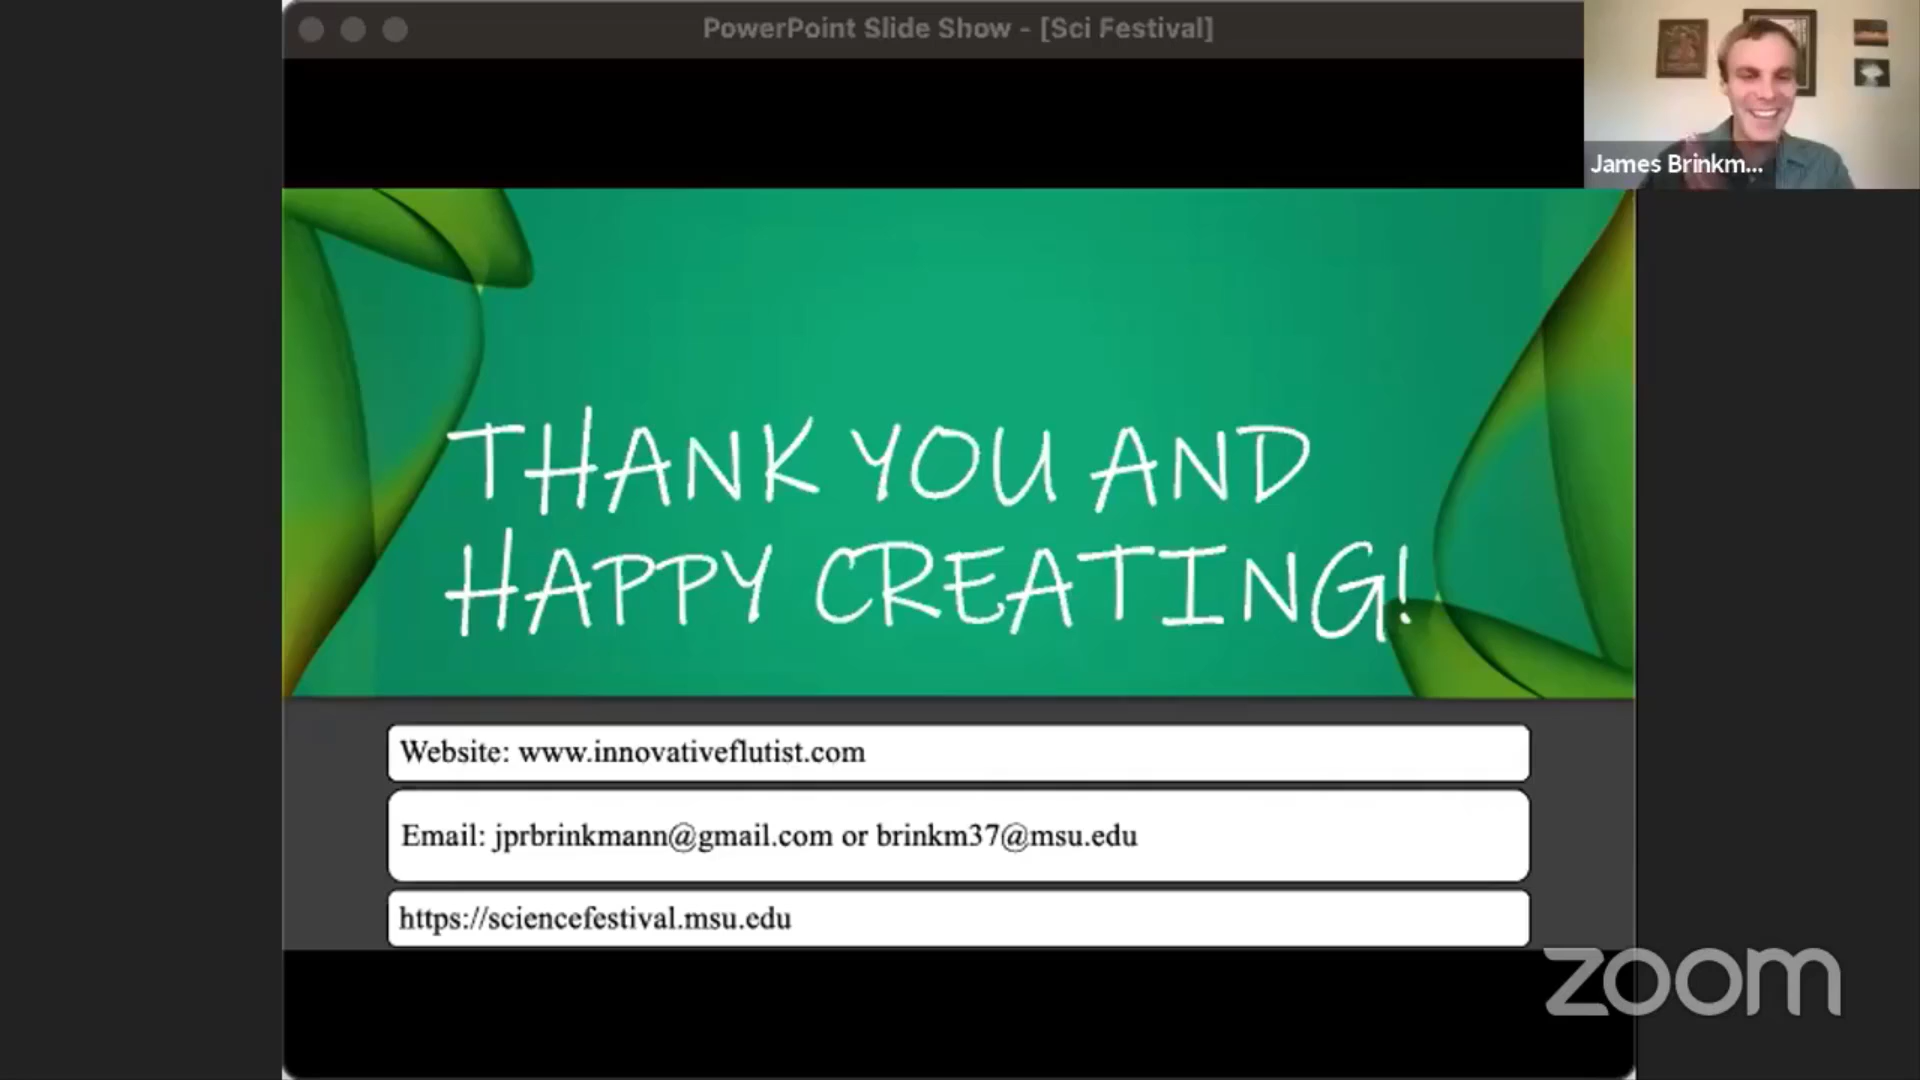 PowerPoint Slide Show - [Sci Festival]
James Brinkm...
THANK YOU AND
HAPPY CREATING!
Website: www.innovativeflutist.com
Email: jprbrinkmann@gmail.com or brinkm37@msu.edu
https://sciencefestival.msu.edu
zoom